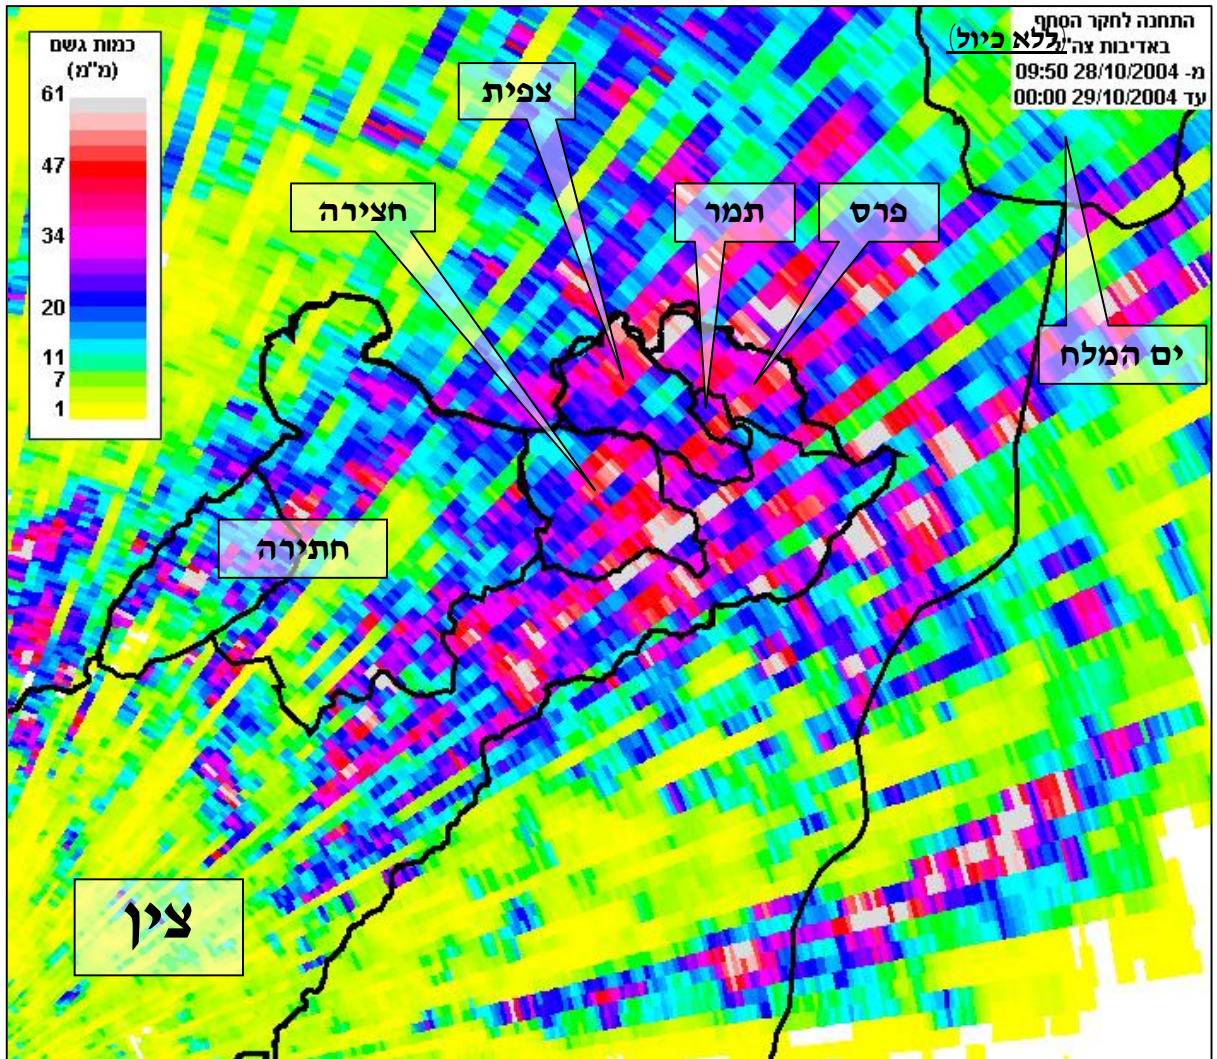 התחנה לחקר הסחף
(ללא כיול)
באדיבות צה"ל
מ- 28/10/2004 09:50
עד 29/10/2004 00:00
כמות גשם
(מ"מ)
61
47
34
20
11
7
1
צפית
חצירה
תמר
פרס
ים המלח
חתירה
צין